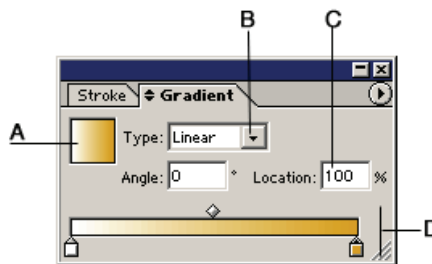 B C
Stroke Gradient
A
Type: Linear
Angle: 0 ° Location: 100 %
D